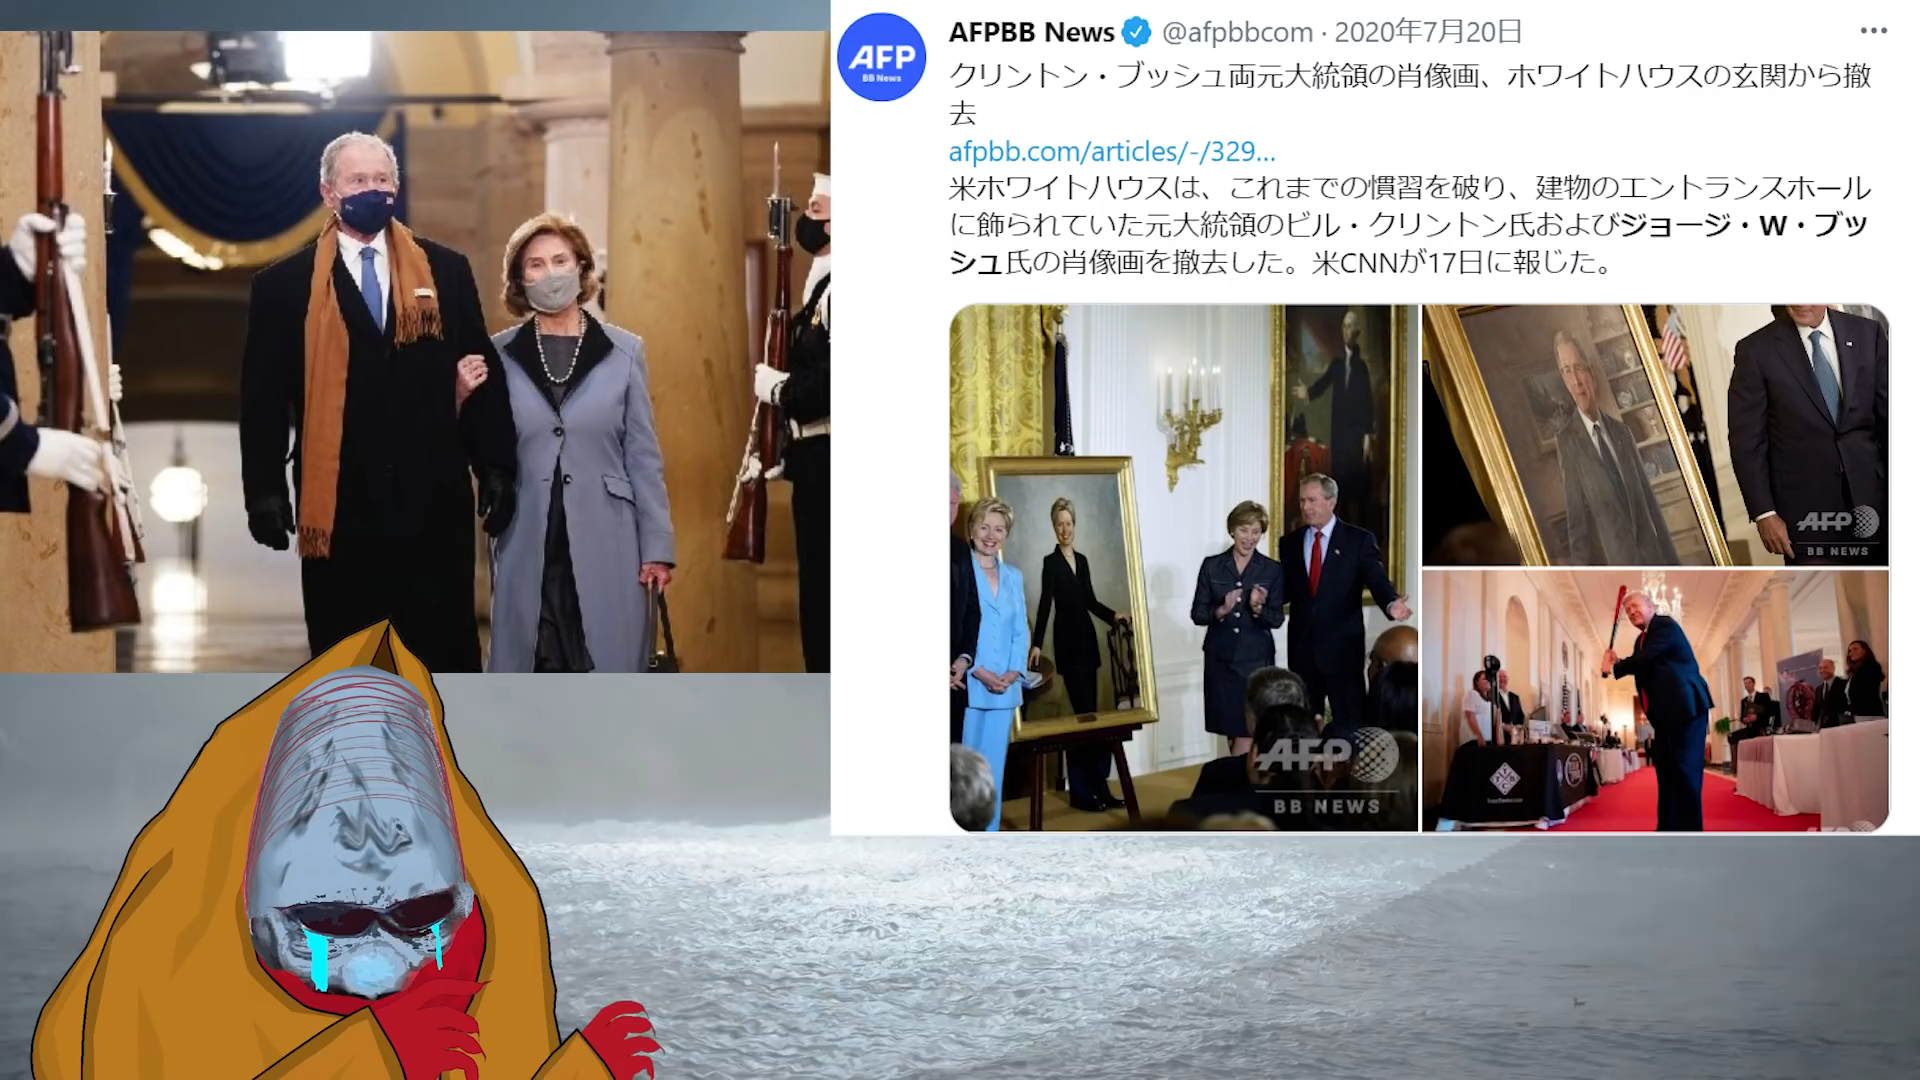 AFPBB News @afpbbcom · 2020年7月20日
AFP
BB News
クリントン・ブッシュ両元大統領の肖像画、ホワイトハウスの玄関から撤
去
afpbb.com/articles/-/329...
米ホワイトハウスは、これまでの慣習を破り、建物のエントランスホール
に飾られていた元大統領のビル・クリントン氏およびジョージ・W・ブッ
シュ氏の肖像画を撤去した。米CNNが17日に報じた。
AFP
BB NEWS
AFP
BB NEWS